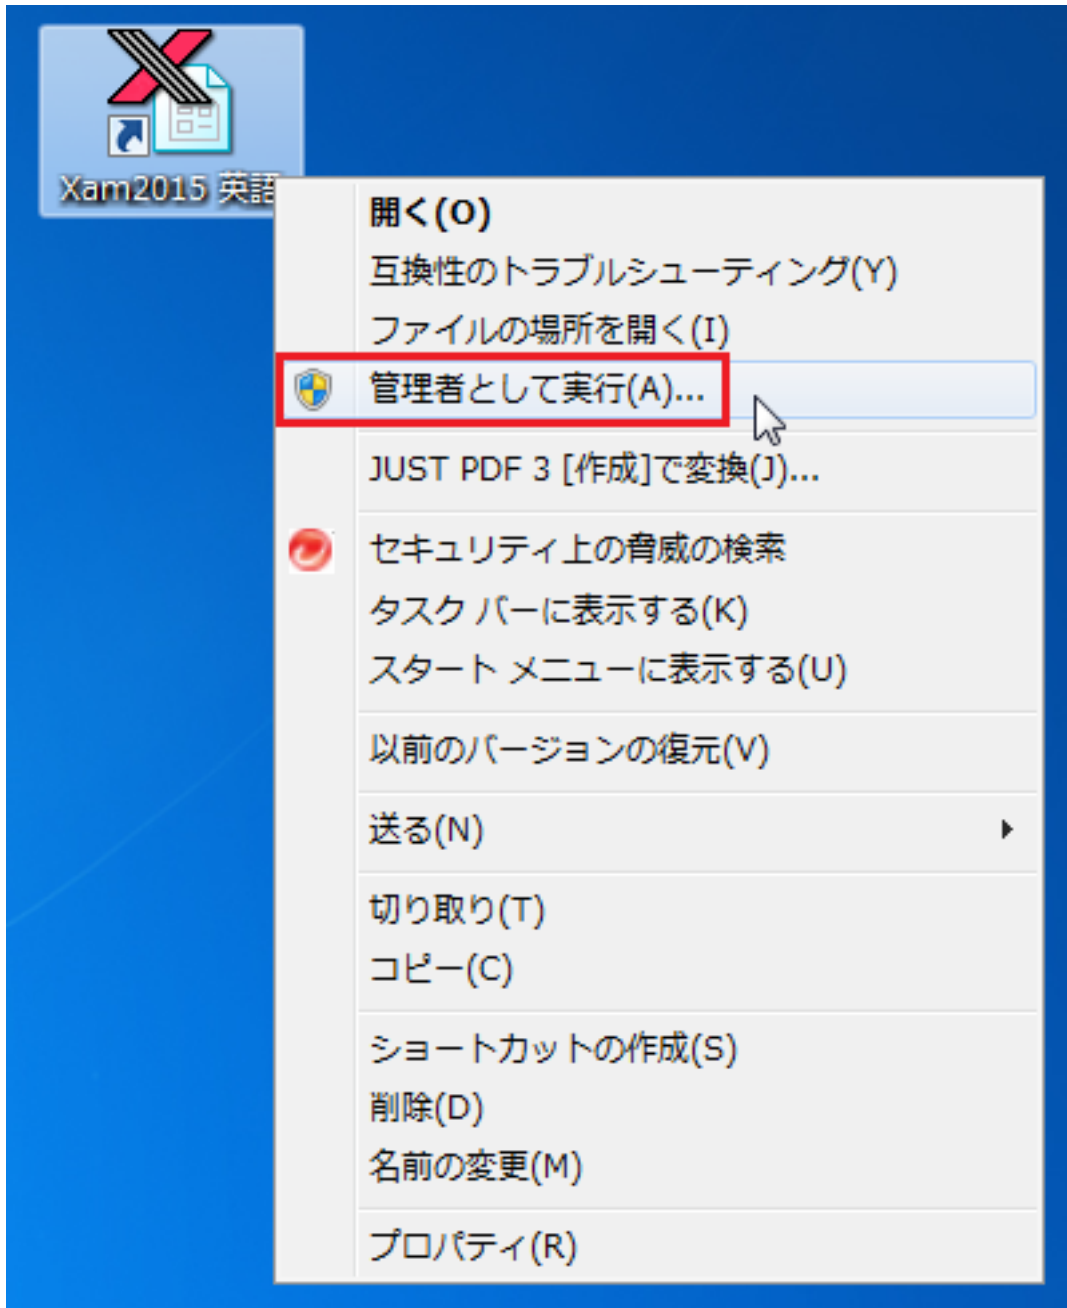 Xam2015 英語
開く(O)
互換性のトラブルシューティング(Y)
ファイルの場所を開く(I)
管理者として実行(A)...
JUST PDF 3 [作成]で変換(J)...
セキュリティ上の脅威の検索
タスク バーに表示する(K)
スタート メニューに表示する(U)
以前のバージョンの復元(V)
送る(N)
切り取り(T)
コピー(C)
ショートカットの作成(S)
削除(D)
名前の変更(M)
プロパティ(R)